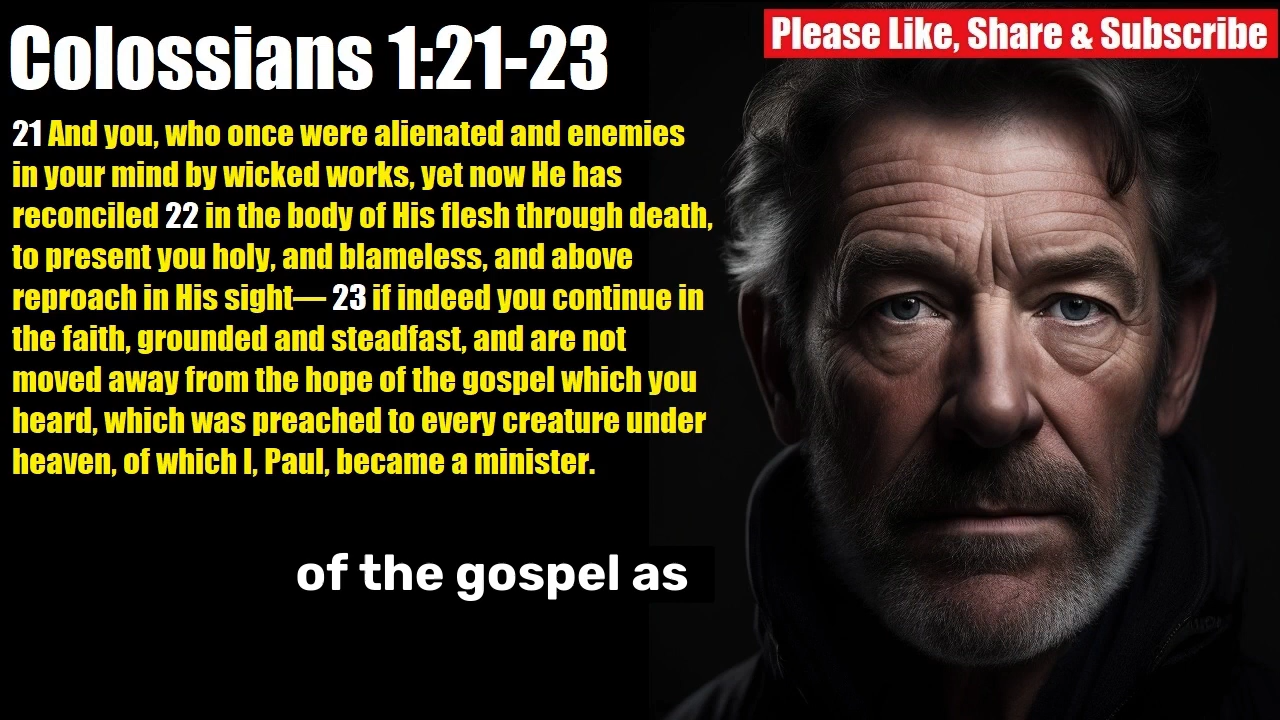 Colossians 1:21-23
Please Like, Share & Subscribe
21 And you, who once were alienated and enemies
in your mind by wicked works, yet now He has
reconciled 22 in the body of His flesh through death,
to present you holy, and blameless, and above
reproach in His sight— 23 if indeed you continue in
the faith, grounded and steadfast, and are not
moved away from the hope of the gospel which you
heard, which was preached to every creature under
heaven, of which I, Paul, became a minister.
of the gospel as